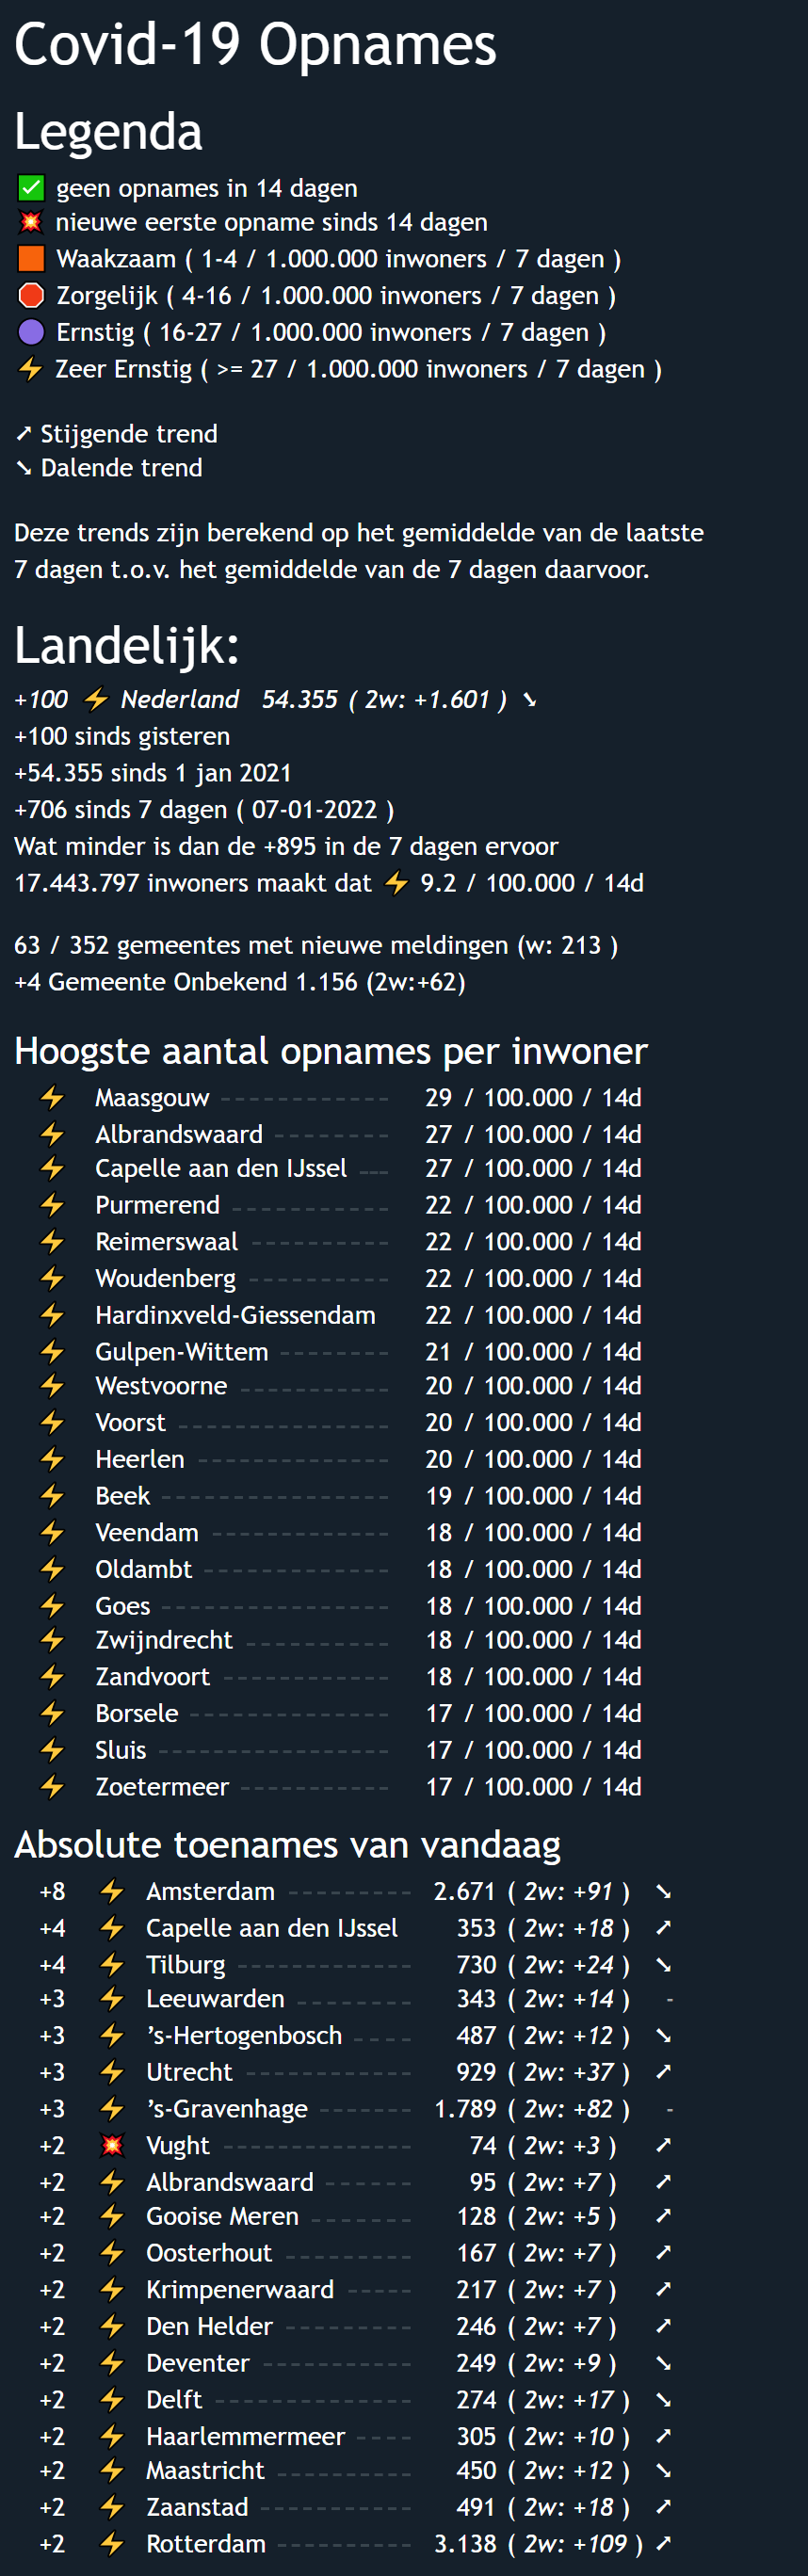 Covid-19 Opnames
Legenda
✅ geen opnames in 14 dagen
💥 nieuwe eerste opname sinds 14 dagen
🟧 Waakzaam ( 1-4 / 1.000.000 inwoners / 7 dagen )
🛑 Zorgelijk ( 4-16 / 1.000.000 inwoners / 7 dagen )
🟣 Ernstig ( 16-27 / 1.000.000 inwoners / 7 dagen )
⚡ Zeer Ernstig ( >= 27 / 1.000.000 inwoners / 7 dagen )
➚ Stijgende trend
➘ Dalende trend
Deze trends zijn berekend op het gemiddelde van de laatste
7 dagen t.o.v. het gemiddelde van de 7 dagen daarvoor.
Landelijk:
+100 ⚡ Nederland 54.355 ( 2w: +1.601 ) ➘
+100 sinds gisteren
+54.355 sinds 1 jan 2021
+706 sinds 7 dagen ( 07-01-2022 )
Wat minder is dan de +895 in de 7 dagen ervoor
17.443.797 inwoners maakt dat ⚡ 9.2 / 100.000 / 14d
63 / 352 gemeentes met nieuwe meldingen (w: 213 )
+4 Gemeente Onbekend 1.156 (2w:+62)
Hoogste aantal opnames per inwoner
⚡ Maasgouw ------------- 29 / 100.000 / 14d
⚡ Albrandswaard --------- 27 / 100.000 / 14d
⚡ Capelle aan den IJssel --- 27 / 100.000 / 14d
⚡ Purmerend ------------ 22 / 100.000 / 14d
⚡ Reimerswaal ----------- 22 / 100.000 / 14d
⚡ Woudenberg ----------- 22 / 100.000 / 14d
⚡ Hardinxveld-Giessendam 22 / 100.000 / 14d
⚡ Gulpen-Wittem --------- 21 / 100.000 / 14d
⚡ Westvoorne ------------ 20 / 100.000 / 14d
⚡ Voorst ----------------- 20 / 100.000 / 14d
⚡ Heerlen --------------- 20 / 100.000 / 14d
⚡ Beek ------------------ 19 / 100.000 / 14d
⚡ Veendam -------------- 18 / 100.000 / 14d
⚡ Oldambt --------------- 18 / 100.000 / 14d
⚡ Goes ------------------ 18 / 100.000 / 14d
⚡ Zwijndrecht ----------- 18 / 100.000 / 14d
⚡ Zandvoort ------------- 18 / 100.000 / 14d
⚡ Borsele ---------------- 17 / 100.000 / 14d
⚡ Sluis ------------------ 17 / 100.000 / 14d
⚡ Zoetermeer ------------ 17 / 100.000 / 14d
Absolute toenames van vandaag
+8 ⚡ Amsterdam ---------- 2.671 ( 2w: +91 ) ➘
+4 ⚡ Capelle aan den IJssel 353 ( 2w: +18 ) ➚
+4 ⚡ Tilburg -------------- 730 ( 2w: +24 ) ➘
+3 ⚡ Leeuwarden --------- 343 ( 2w: +14 ) -
+3 ⚡ ’s-Hertogenbosch ---- 487 ( 2w: +12 ) ➘
+3 ⚡ Utrecht ------------- 929 ( 2w: +37 ) ➚
+3 ⚡ ’s-Gravenhage ------- 1.789 ( 2w: +82 ) -
+2 💥 Vught --------------- 74 ( 2w: +3 ) ➚
+2 ⚡ Albrandswaard ------- 95 ( 2w: +7 ) ➚
+2 ⚡ Gooise Meren -------- 128 ( 2w: +5 ) ➚
+2 ⚡ Oosterhout ---------- 167 ( 2w: +7 ) ➚
+2 ⚡ Krimpenerwaard ----- 217 ( 2w: +7 ) ➚
+2 ⚡ Den Helder ---------- 246 ( 2w: +7 ) ➚
+2 ⚡ Deventer ------------ 249 ( 2w: +9 ) ➘
+2 ⚡ Delft ---------------- 274 ( 2w: +17 ) ➘
+2 ⚡ Haarlemmermeer ---- 305 ( 2w: +10 ) ➚
+2 ⚡ Maastricht ----------- 450 ( 2w: +12 ) ➘
+2 ⚡ Zaanstad ------------ 491 ( 2w: +18 ) ➚
+2 ⚡ Rotterdam ----------- 3.138 ( 2w: +109 ) ➚